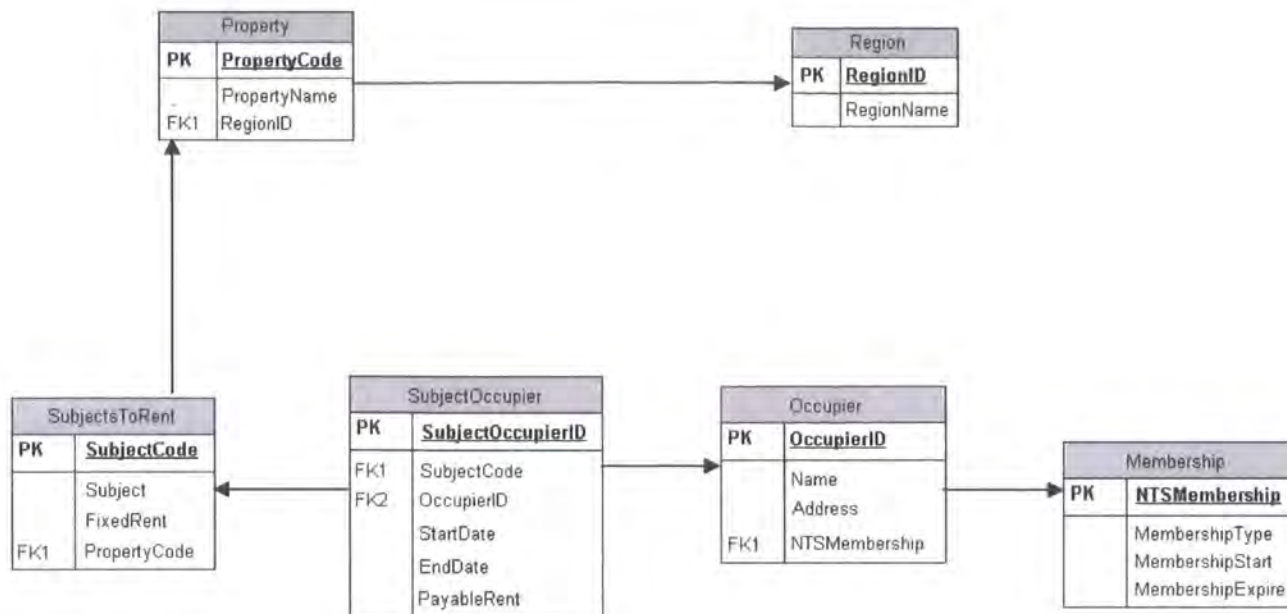 Property
PK PropertyCode
PropertyName
FK1 RegionID
Region
PK RegionID
RegionName
SubjectsToRent
PK SubjectCode
Subject
FixedRent
FK1 PropertyCode
SubjectOccupier
PK SubjectOccupierID
FK1 SubjectCode
FK2 OccupierID
StartDate
EndDate
PayableRent
Occupier
PK OccupierID
Name
Address
FK1 NTSMembership
Membership
PK NTSMembership
MembershipType
MembershipStart
MembershipExpire